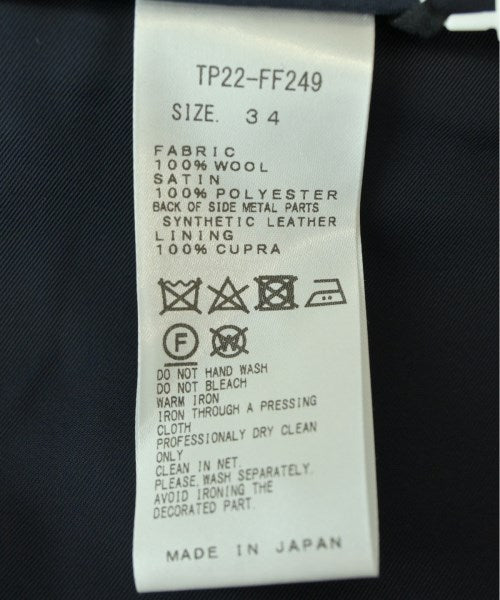 TP22-FF249
SIZE. 34
FABRIC
100% WOOL
SATIN
100% POLYESTER
BACK OF SIDE METAL PARTS
SYNTHETIC LEATHER
LINING
100% CUPRA
F W
DO NOT HAND WASH
DO NOT BLEACH
WARM IRON
IRON THROUGH A PRESSING
CLOTH
PROFESSIONALY DRY CLEAN
ONLY
CLEAN IN NET.
PLEASE.WASH SEPARATELY.
AVOID IRONING THE
DECORATED PART.
MADE IN JAPAN